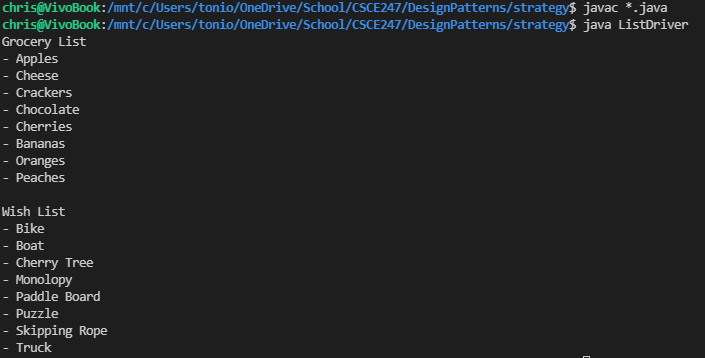 chris@VivoBook:/mnt/c/Users/tonio/OneDrive/School/CSCE247/DesignPatterns/strategy$ javac *.java
chris@VivoBook:/mnt/c/Users/tonio/OneDrive/School/CSCE247/DesignPatterns/strategy$ java ListDriver
Grocery List
- Apples
- Cheese
- Crackers
- Chocolate
- Cherries
- Bananas
- Oranges
- Peaches

Wish List
- Bike
- Boat
- Cherry Tree
- Monolopy
- Paddle Board
- Puzzle
- Skipping Rope
- Truck